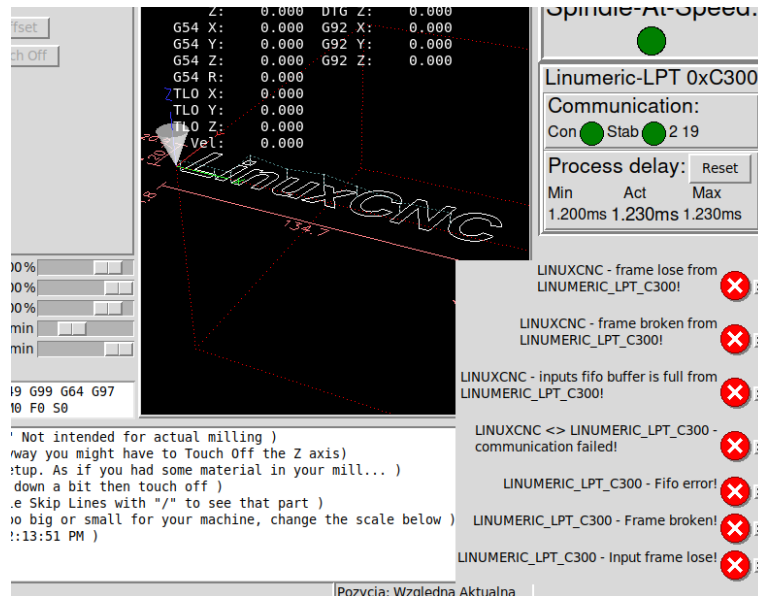 Spindle-At-Speed:
Z: 0.000 DTG Z: 0.000
G54 X: 0.000 G92 X: 0.000
G54 Y: 0.000 G92 Y: 0.000
G54 Z: 0.000 G92 Z: 0.000
G54 R: 0.000
TLO X: 0.000
TLO Y: 0.000
TLO Z: 0.000
Vel: 0.000
ffset
ch Off
Z
LinuxCNC
134.7
Linumeric-LPT 0xC300
Communication:
Con Stab 2 19
Process delay: Reset
Min Act Max
1.200ms 1.230ms 1.230ms
00%
00%
00%
min
min
49 G99 G64 G97
M0 F0 S0
LINUXCNC - frame lose from
LINUMERIC_LPT_C300!
LINUXCNC - frame broken from
LINUMERIC_LPT_C300!
LINUXCNC - inputs fifo buffer is full from
LINUMERIC_LPT_C300!
LINUXCNC <> LINUMERIC_LPT_C300 -
communication failed!
LINUMERIC_LPT_C300 - Fifo error!
LINUMERIC_LPT_C300 - Frame broken!
LINUMERIC_LPT_C300 - Input frame lose!
Not intended for actual milling )
yway you might have to Touch Off the Z axis)
etup. As if you had some material in your mill... )
down a bit then touch off )
e Skip Lines with "/" to see that part )
oo big or small for your machine, change the scale below )
2:13:51 PM )
Pozycja: Względna Aktualna